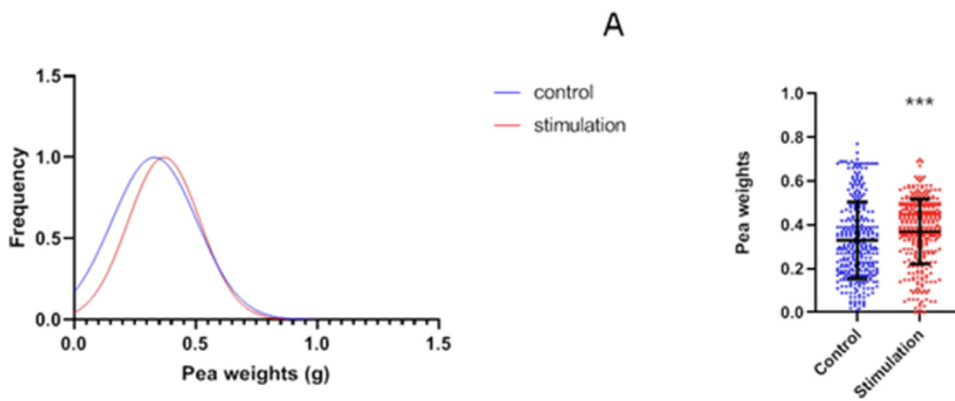 A
1.5
1.0
0.5
0.0
Frequency
0.0 0.5 1.0 1.5
Pea weights (g)
control
stimulation
1.0
0.8
0.6
0.4
0.2
0.0
Pea weights
***
Control
Stimulation